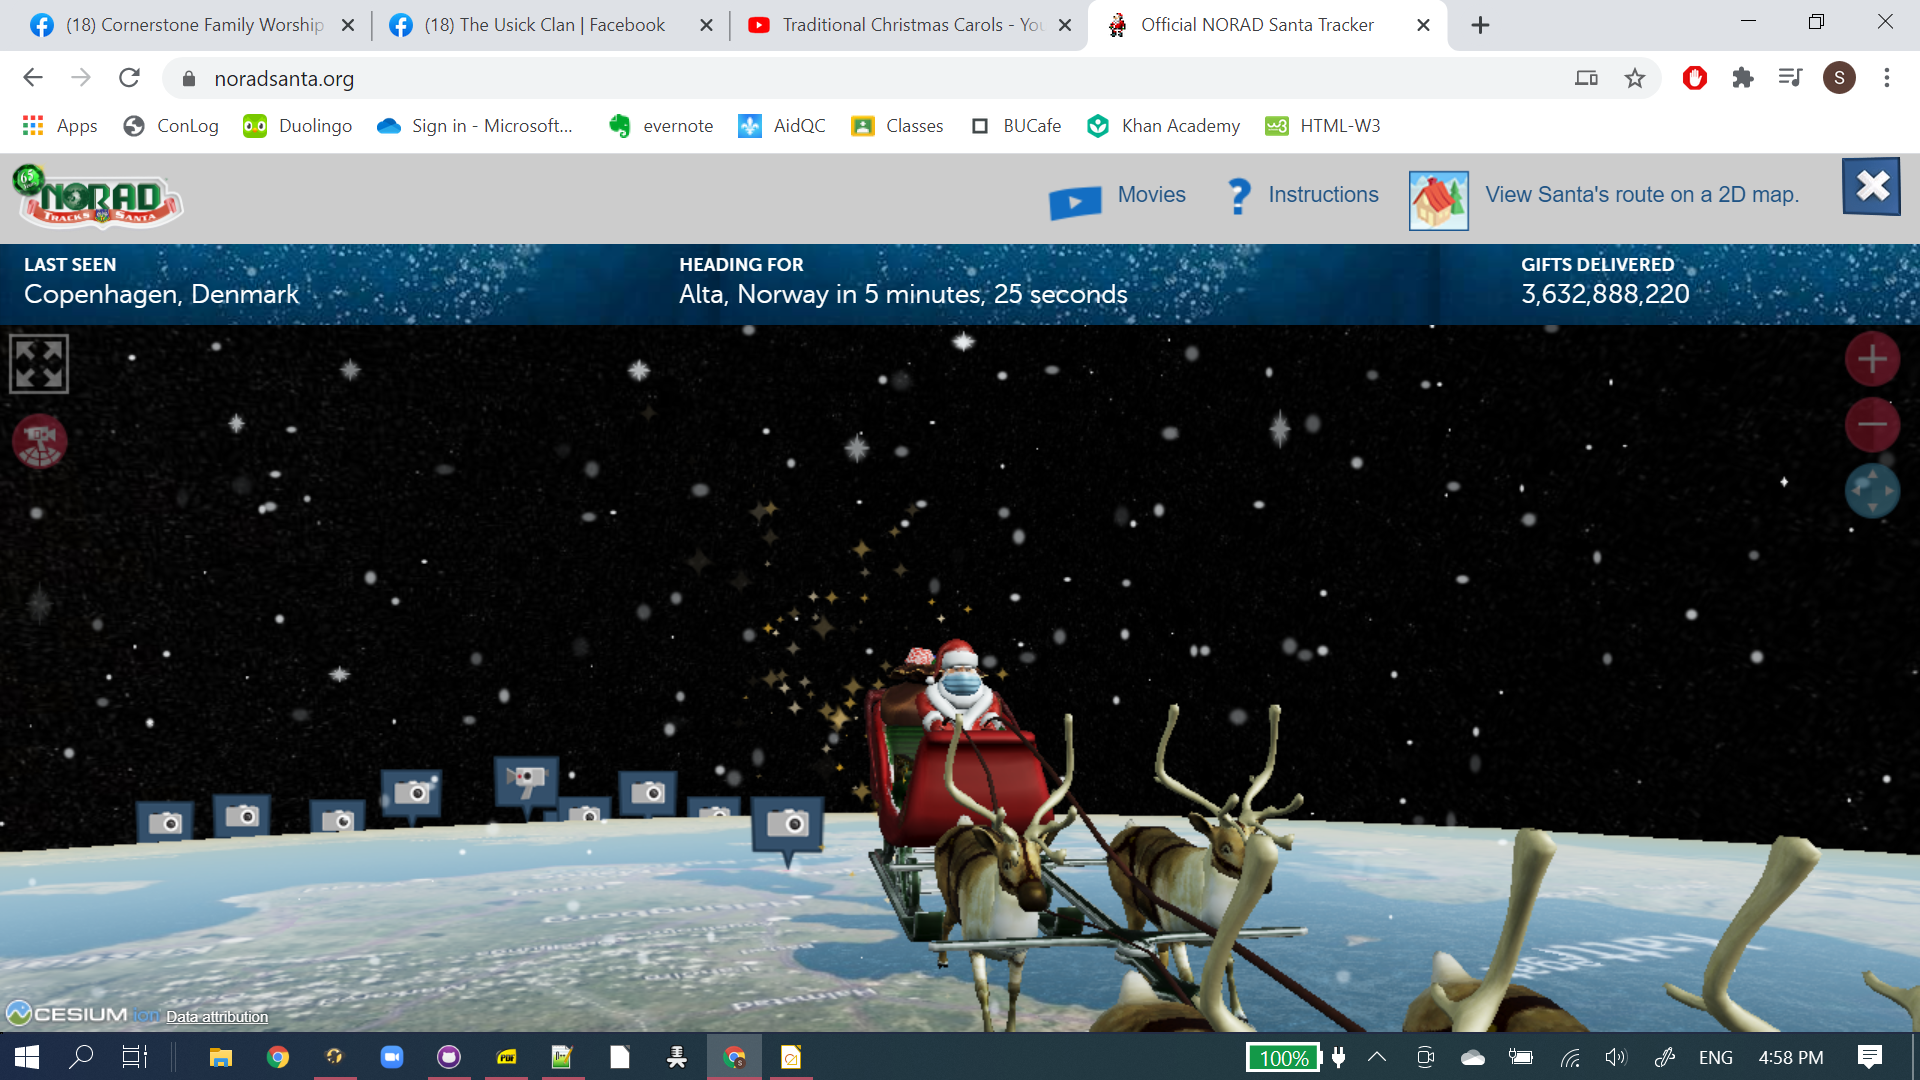 (18) Cornerstone Family Worship
(18) The Usick Clan | Facebook
Traditional Christmas Carols - You
Official NORAD Santa Tracker
noradsanta.org
S
Apps
ConLog
Duolingo
Sign in - Microsoft...
evernote
AidQC
Classes
BUCafe
Khan Academy
HTML-W3
65
NORAD
TRACKS SANTA
Movies
Instructions
View Santa's route on a 2D map.
LAST SEEN
Copenhagen, Denmark
HEADING FOR
Alta, Norway in 5 minutes, 25 seconds
GIFTS DELIVERED
3,632,888,220
Helsingborg
Halmstad
CESIUM ion
Data attribution
100%
ENG
4:58 PM